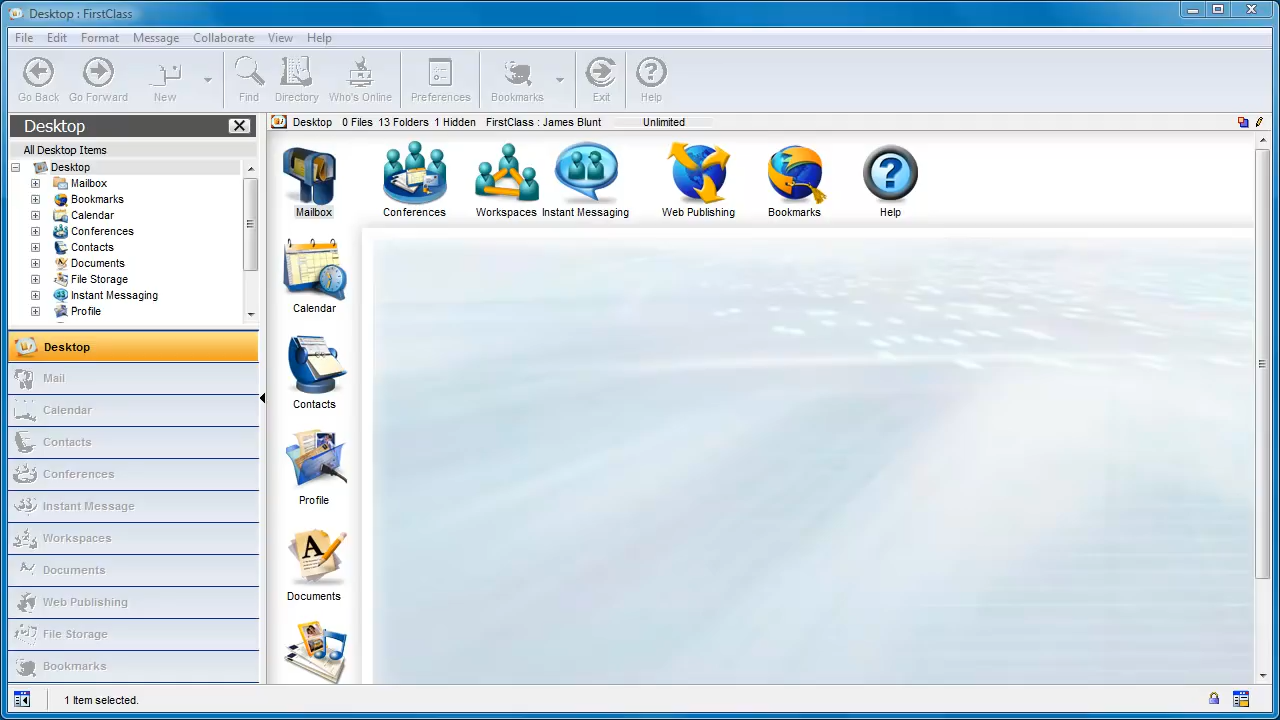 Desktop : FirstClass
File Edit Format Message Collaborate View Help
Go Back Go Forward New Find Directory Who's Online Preferences Bookmarks Exit Help
Desktop
All Desktop Items
Desktop
Mailbox
Bookmarks
Calendar
Conferences
Contacts
Documents
File Storage
Instant Messaging
Profile
Desktop
Mail
Calendar
Contacts
Conferences
Instant Message
Workspaces
Documents
Web Publishing
File Storage
Bookmarks
Desktop 0 Files 13 Folders 1 Hidden FirstClass : James Blunt Unlimited
Mailbox Conferences Workspaces Instant Messaging Web Publishing Bookmarks Help
Calendar
Contacts
Profile
Documents
1 Item selected.